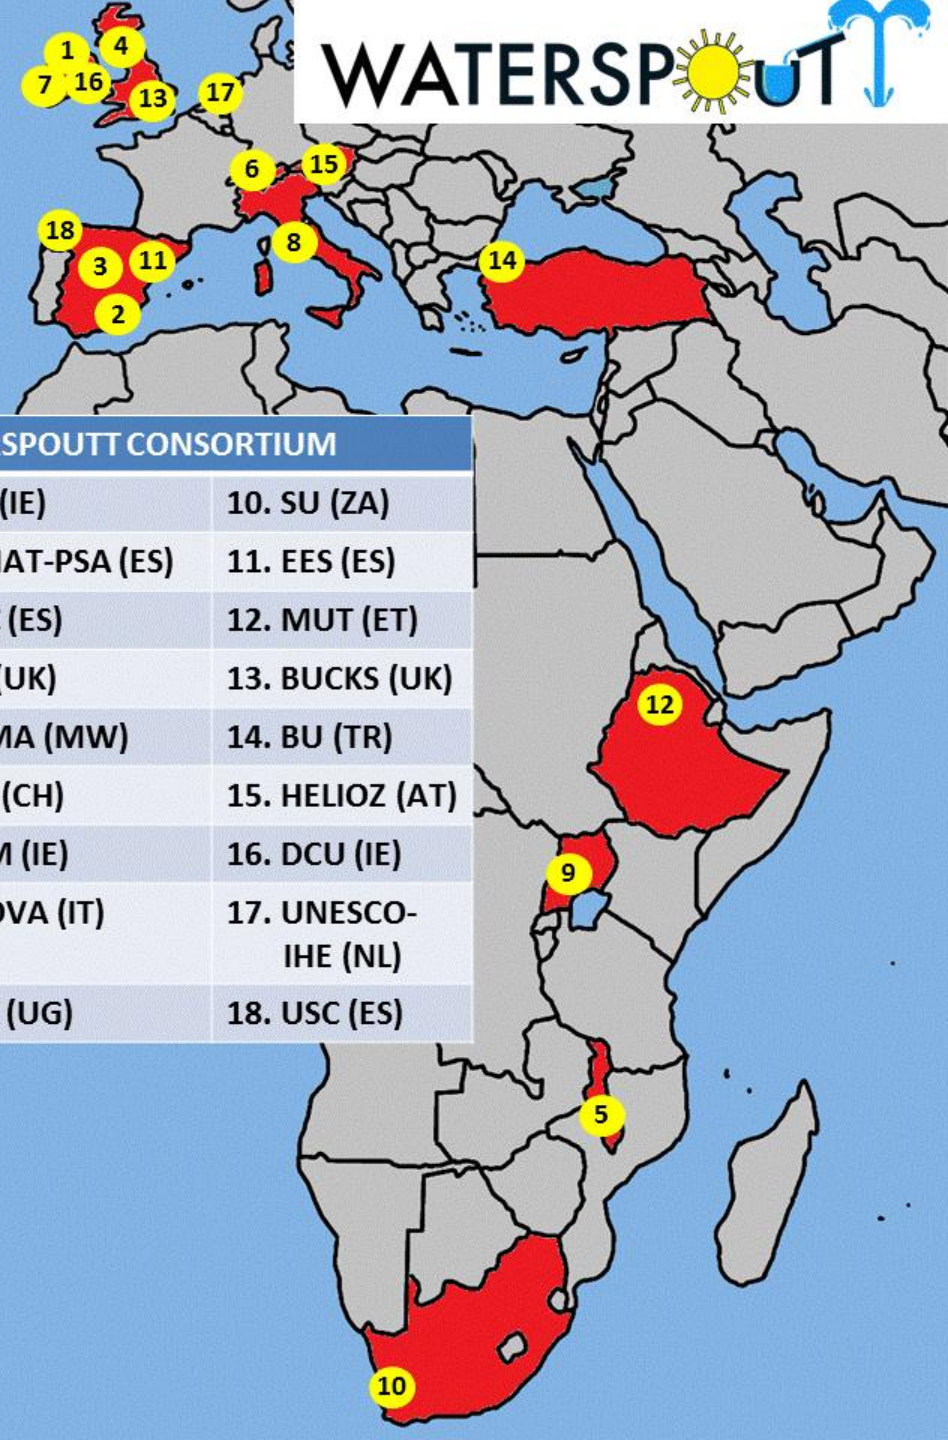 WATERSPOUTT
1
4
7
16
13
17
6
15
18
8
3
11
14
2
SPOUTT CONSORTIUM
(IE) 10. SU (ZA)
AT-PSA (ES) 11. EES (ES)
(ES) 12. MUT (ET)
(UK) 13. BUCKS (UK)
MA (MW) 14. BU (TR)
(CH) 15. HELIOZ (AT)
M (IE) 16. DCU (IE)
OVA (IT) 17. UNESCO-
IHE (NL)
(UG) 18. USC (ES)
12
9
5
10